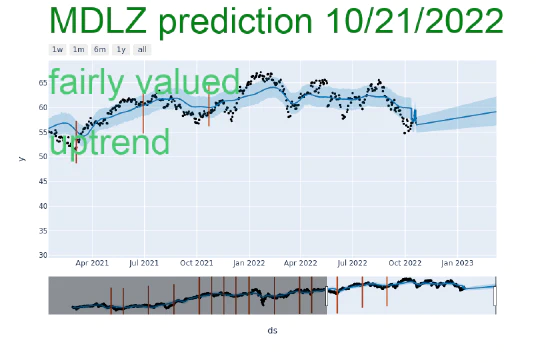 MDLZ prediction 10/21/2022
1w 1m 6m 1y all
fairly valued
uptrend
65
60
55
50
45
40
35
30
y
Apr 2021 Jul 2021 Oct 2021 Jan 2022 Apr 2022 Jul 2022 Oct 2022 Jan 2023
ds